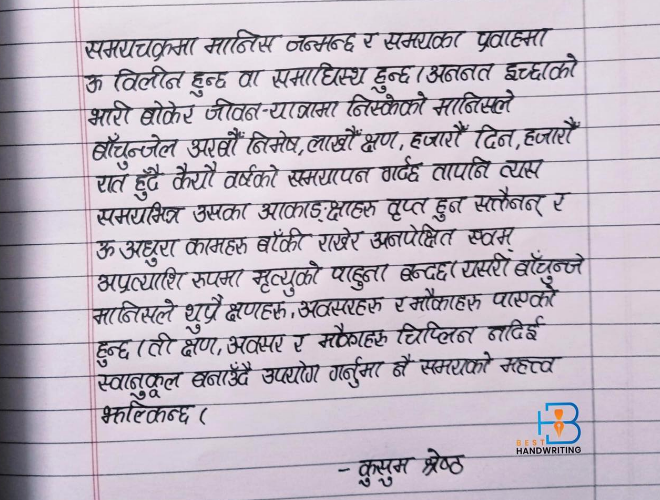 समयचक्रमा मानिस जन्मन्छ र समयका प्रवाहमा
ऊ विलीन हुन्छ वा समाधिस्थ हुन्छ। अननत इच्छाको
भारी बोकेर जीवन-यात्रामा निस्केको मानिसले
बाँचुन्जेल अरबौँ निमेष, लाखौँ क्षण, हजारौँ दिन, हजारौँ
रात हुँदै कैयौँ वर्षको समयापन गर्दछ तापनि त्यस
समयभित्र उसका आकाङ्क्षाहरु तृप्त हुन सक्तैनन् र
ऊ अधुरा कामहरु बाँकी राखेर अनपेक्षित स्वम्
अप्रत्याशि रुपमा मृत्युको पाहुना बन्दछ। यसरी बाँचुन्जे
मानिसले थुप्रै क्षणहरु, अवसरहरु र मौकाहरु पाएको
हुन्छ। ती क्षण, अवसर र मौकाहरु चिप्लिन नदिई
स्वानुकूल बनाउँदै उपयोग गर्नुमा नै समयको महत्त्व
झल्किन्छ।
- कुसुम श्रेष्ठ
BEST
HANDWRITING